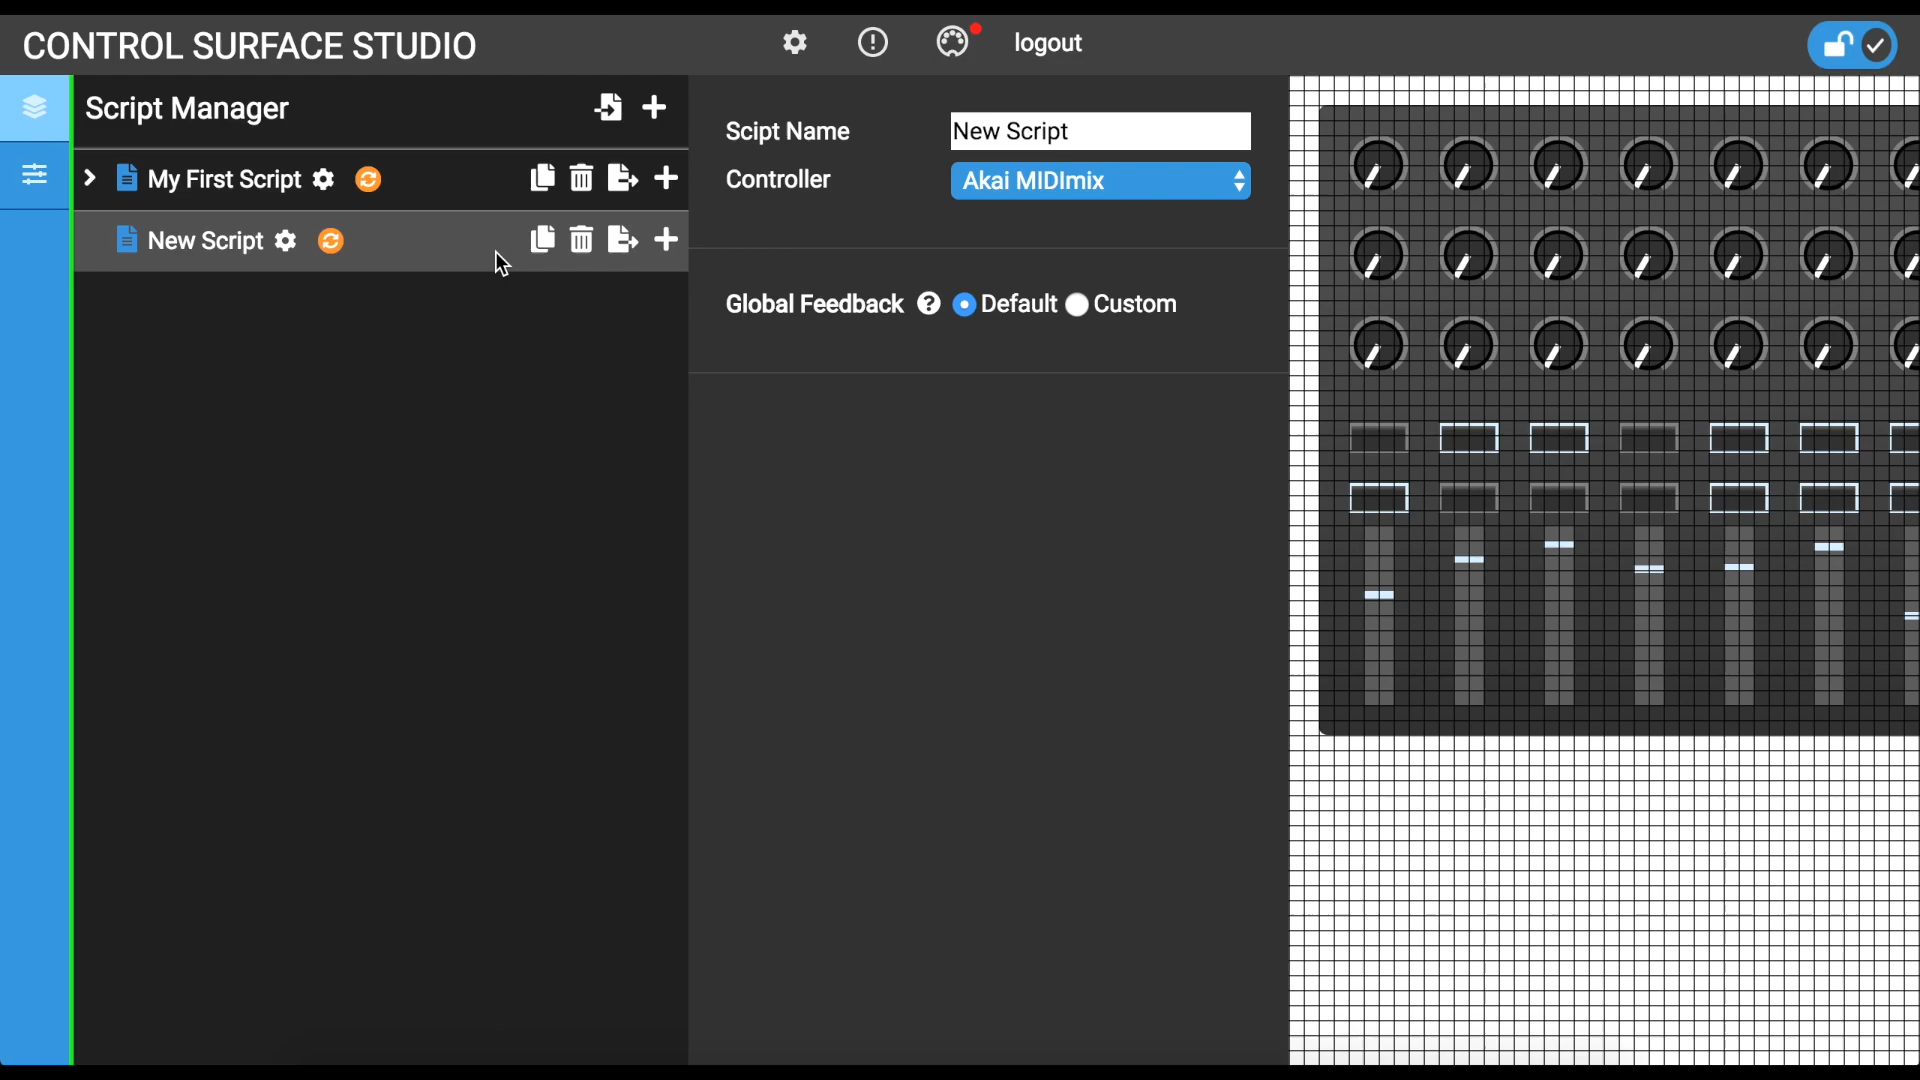 CONTROL SURFACE STUDIO
logout
Script Manager
My First Script
New Script
Scipt Name
New Script
Controller
Akai MIDImix
Global Feedback
Default
Custom